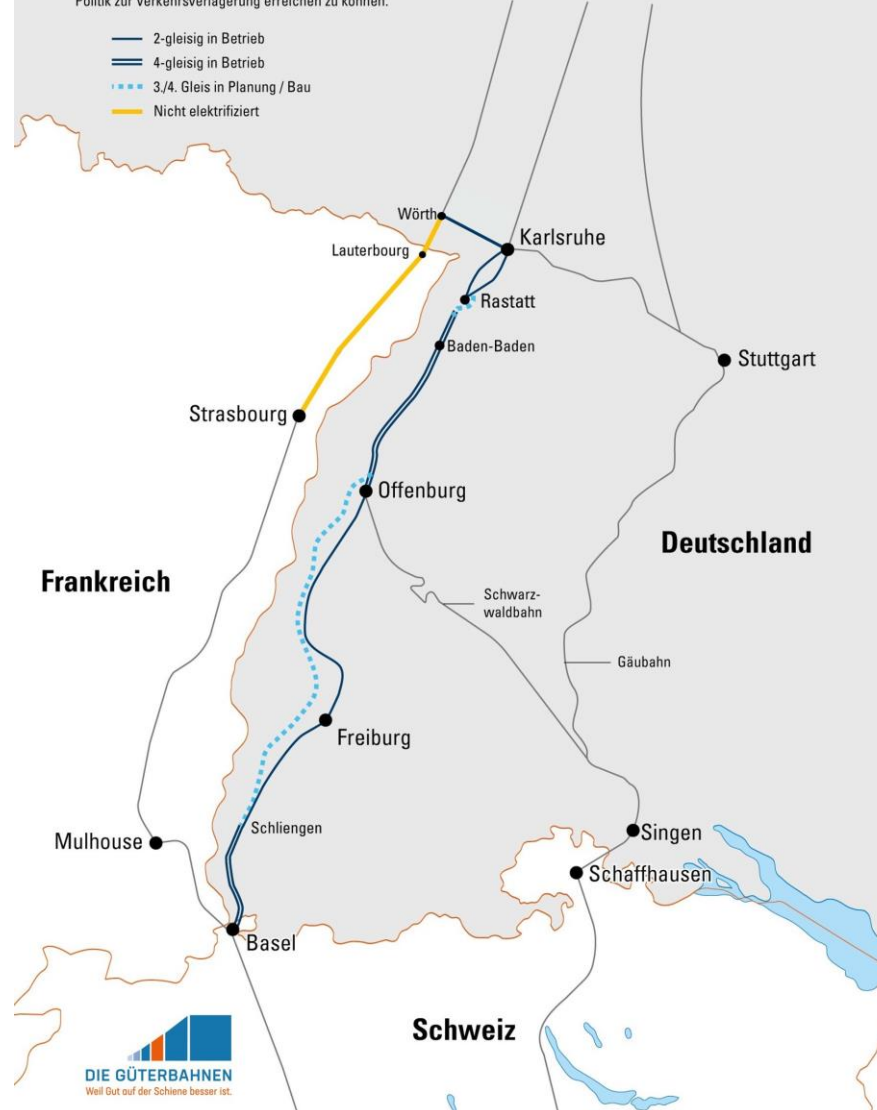 Politik zur Verkehrsverlagerung erreichen zu können.
2-gleisig in Betrieb
4-gleisig in Betrieb
3./4. Gleis in Planung / Bau
Nicht elektrifiziert
Wörth
Karlsruhe
Lauterbourg
Rastatt
Baden-Baden
Stuttgart
Strasbourg
Offenburg
Deutschland
Frankreich
Schwarz-
waldbahn
Gäubahn
Freiburg
Schliengen
Mulhouse
Singen
Schaffhausen
Basel
Schweiz
DIE GÜTERBAHNEN
Weil Gut auf der Schiene besser ist.